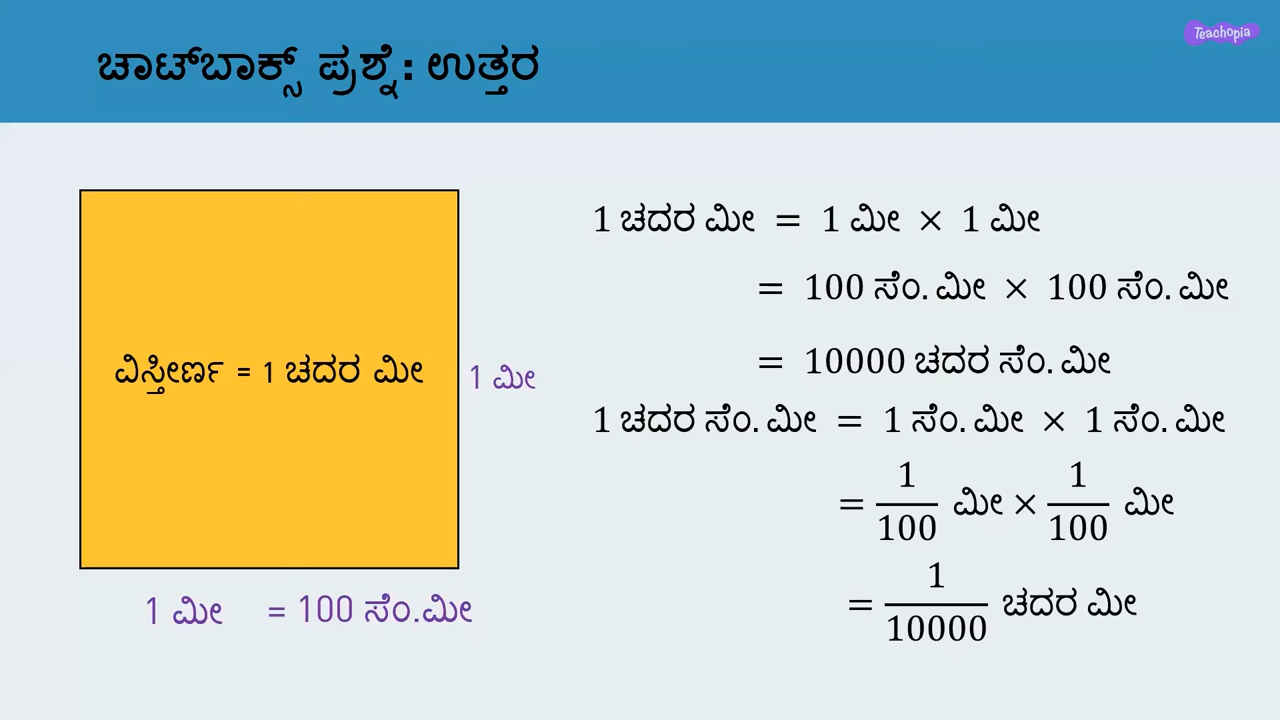 Teachopia
ಚಾಟ್‌ಬಾಕ್ಸ್ ಪ್ರಶ್ನೆ: ಉತ್ತರ
ವಿಸ್ತೀರ್ಣ = 1 ಚದರ ಮೀ
1 ಮೀ
1 ಮೀ = 100 ಸೆಂ.ಮೀ
1 ಚದರ ಮೀ = 1 ಮೀ × 1 ಮೀ
= 100 ಸೆಂ. ಮೀ × 100 ಸೆಂ. ಮೀ
= 10000 ಚದರ ಸೆಂ. ಮೀ
1 ಚದರ ಸೆಂ. ಮೀ = 1 ಸೆಂ. ಮೀ × 1 ಸೆಂ. ಮೀ
= 1/100 ಮೀ × 1/100 ಮೀ
= 1/10000 ಚದರ ಮೀ